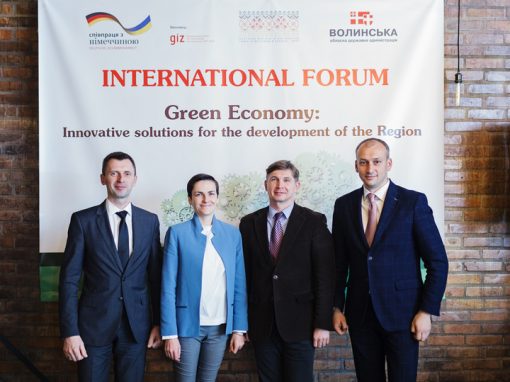 співпраця з
німеччиною
giz
ВОЛИНСЬКА
обласна державна адміністрація
INTERNATIONAL FORUM
Green Economy:
Innovative solutions for the development of the Region